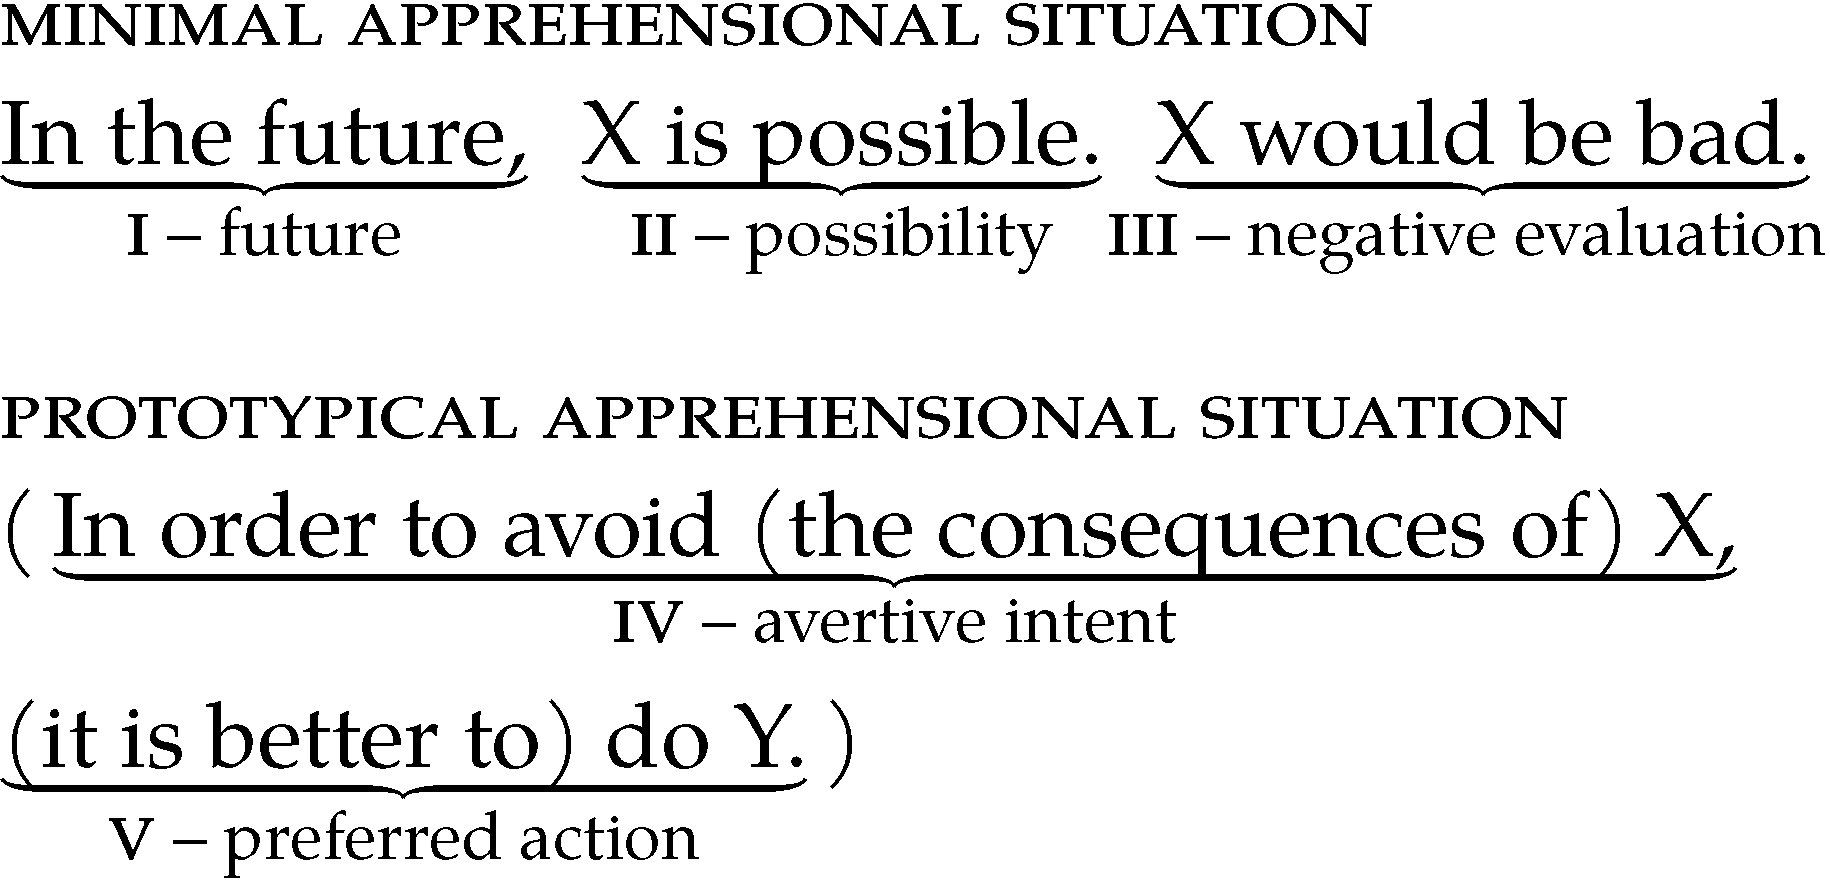 MINIMAL APPREHENSIONAL SITUATION
In the future, X is possible. X would be bad.
I – future II – possibility III – negative evaluation
PROTOTYPICAL APPREHENSIONAL SITUATION
( In order to avoid (the consequences of) X,
IV – avertive intent
(it is better to) do Y. )
V – preferred action